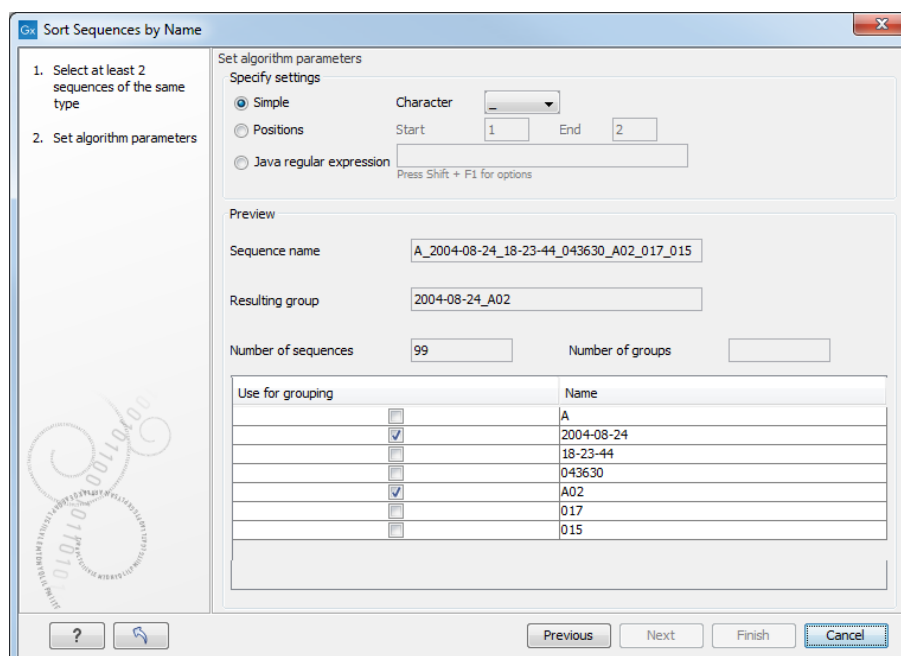 Gx Sort Sequences by Name
1. Select at least 2
sequences of the same
type
2. Set algorithm parameters
Set algorithm parameters
Specify settings
Simple Character _
Positions Start 1 End 2
Java regular expression
Press Shift + F1 for options
Preview
Sequence name A_2004-08-24_18-23-44_043630_A02_017_015
Resulting group 2004-08-24_A02
Number of sequences 99 Number of groups
Use for grouping Name
A
2004-08-24
18-23-44
043630
A02
017
015
? Previous Next Finish Cancel